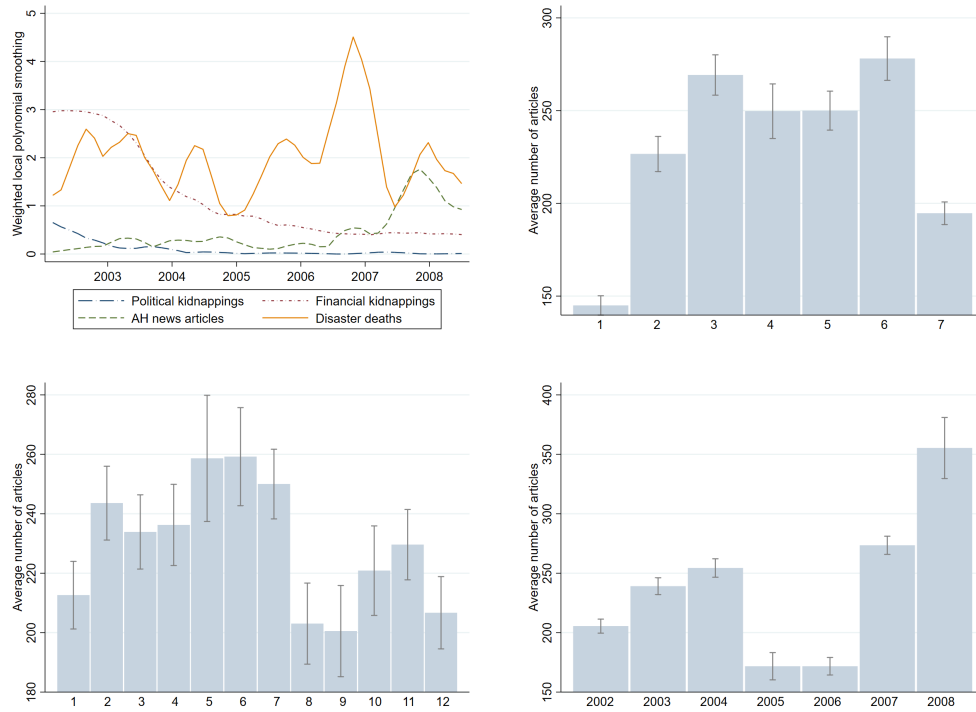 Weighted local polynomial smoothing
5
4
3
2
1
0
2003 2004 2005 2006 2007 2008
Political kidnappings Financial kidnappings
AH news articles Disaster deaths
Average number of articles
300
250
200
150
1 2 3 4 5 6 7
Average number of articles
280
260
240
220
200
180
1 2 3 4 5 6 7 8 9 10 11 12
Average number of articles
400
350
300
250
200
150
2002 2003 2004 2005 2006 2007 2008